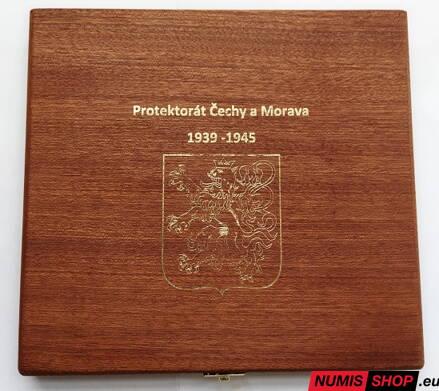 Protektorát Čechy a Morava
1939 -1945
NUMIS SHOP.eu